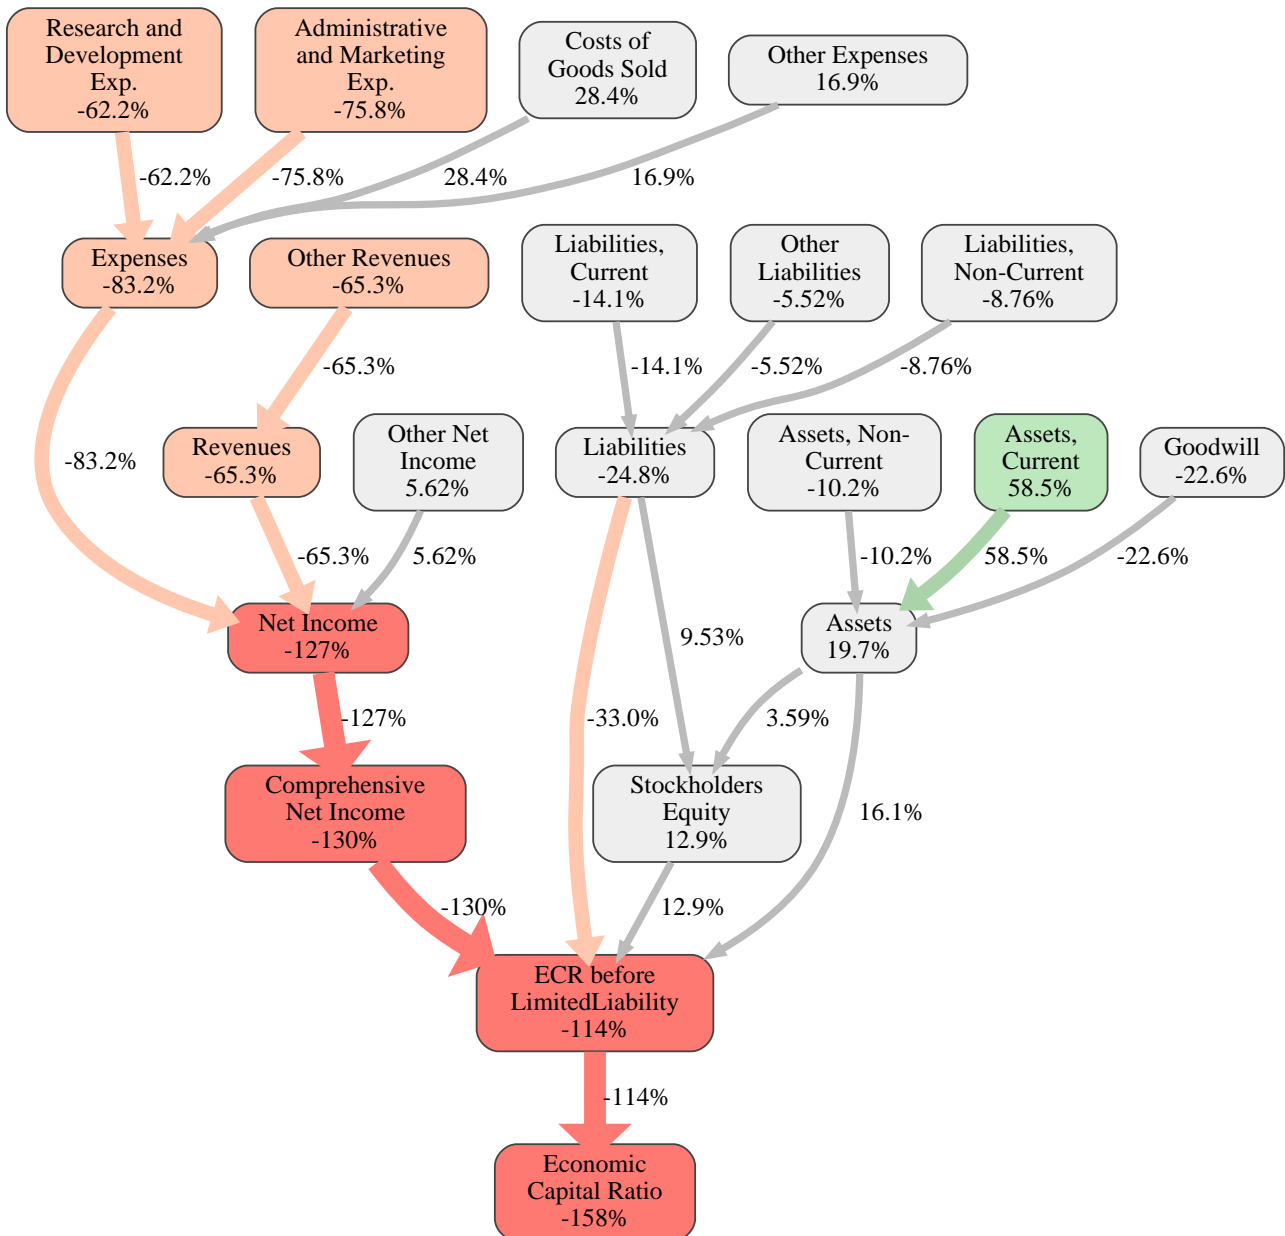 Research and
Development
Exp.
-62.2%
Administrative
and Marketing
Exp.
-75.8%
Costs of
Goods Sold
28.4%
Other Expenses
16.9%
-62.2%
-75.8%
28.4%
16.9%
Expenses
-83.2%
Other Revenues
-65.3%
Liabilities,
Current
-14.1%
Other
Liabilities
-5.52%
Liabilities,
Non-Current
-8.76%
-65.3%
-14.1%
-5.52%
-8.76%
-83.2%
Revenues
-65.3%
Other Net
Income
5.62%
Liabilities
-24.8%
Assets, Non-
Current
-10.2%
Assets,
Current
58.5%
Goodwill
-22.6%
-65.3%
5.62%
-10.2%
58.5%
-22.6%
Net Income
-127%
9.53%
Assets
19.7%
-127%
-33.0%
3.59%
Comprehensive
Net Income
-130%
Stockholders
Equity
12.9%
16.1%
-130%
12.9%
ECR before
LimitedLiability
-114%
-114%
Economic
Capital Ratio
-158%